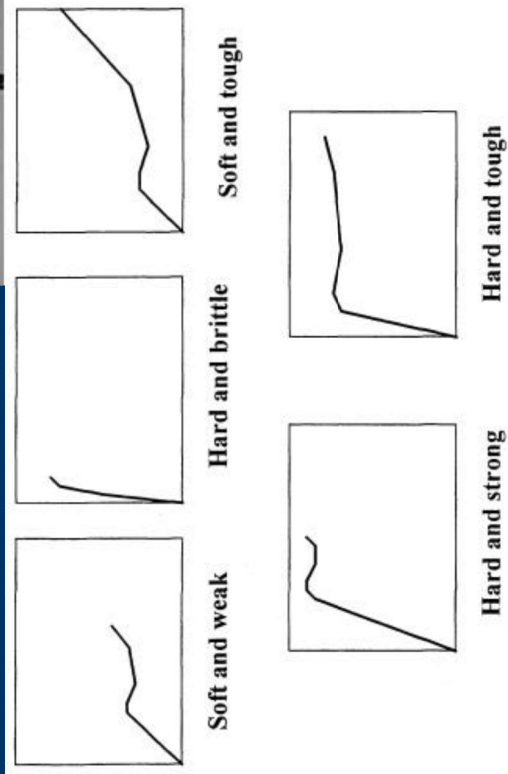 Soft and weak
Hard and brittle
Soft and tough
Hard and strong
Hard and tough